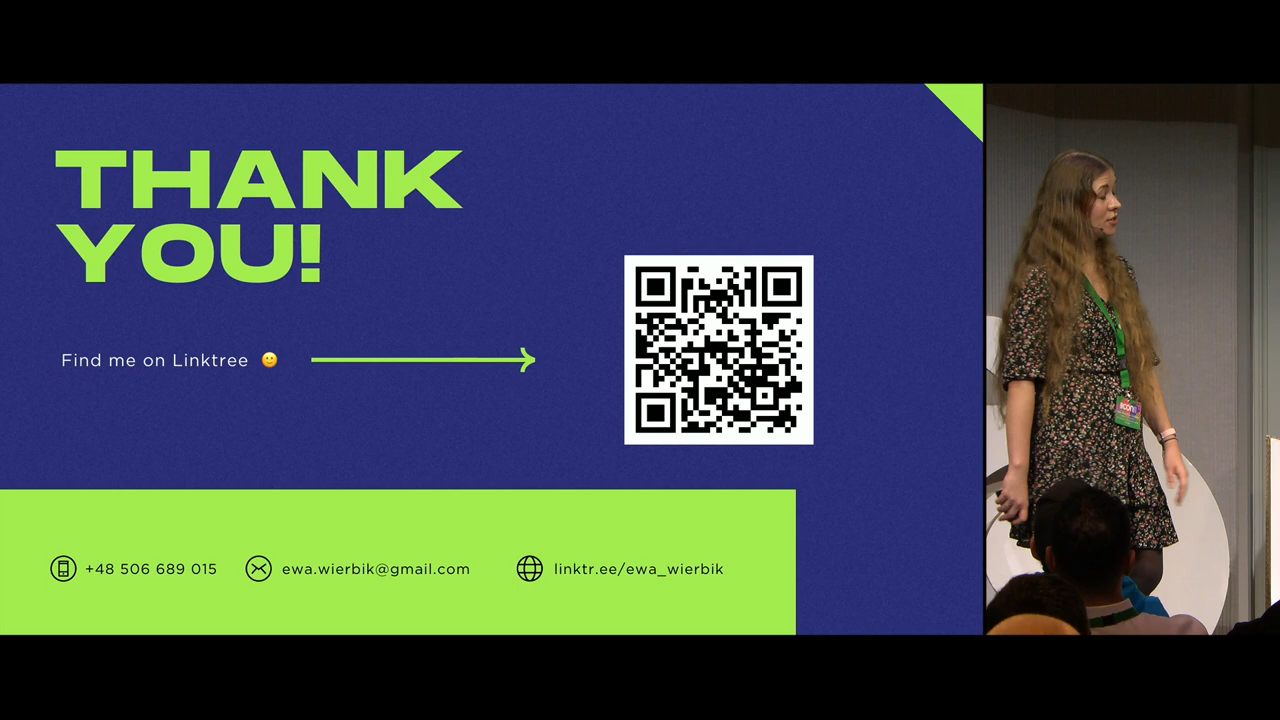 THANK
YOU!
Find me on Linktree 🙂
+48 506 689 015
ewa.wierbik@gmail.com
linktr.ee/ewa_wierbik